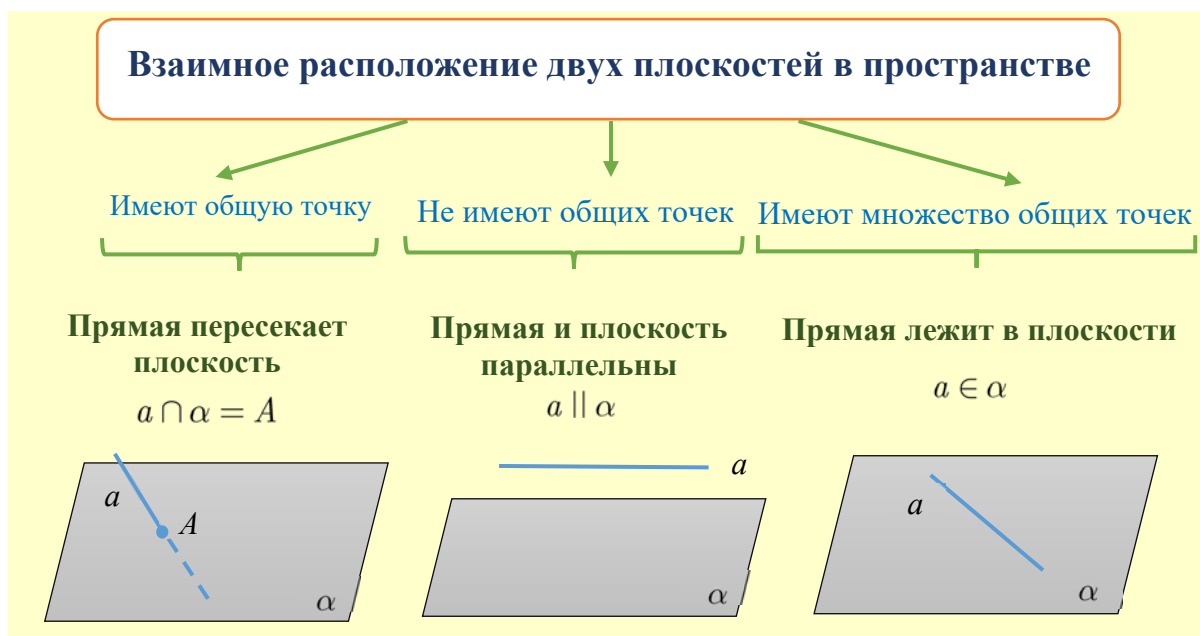 Взаимное расположение двух плоскостей в пространстве
Имеют общую точку
Не имеют общих точек
Имеют множество общих точек
Прямая пересекает
плоскость
a ∩ α = A
Прямая и плоскость
параллельны
a || α
Прямая лежит в плоскости
a ∈ α
a
A
α
a
α
a
α